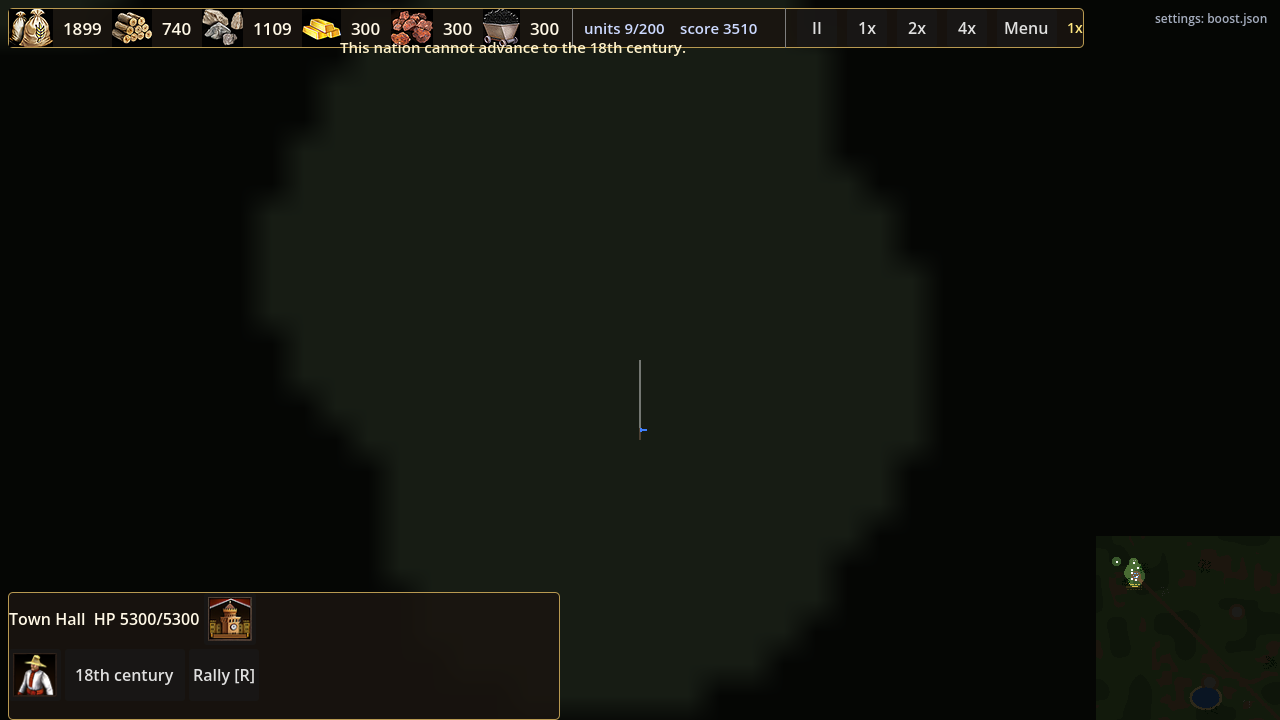 1899 740 1109 300 300 300 units 9/200 score 3510 II 1x 2x 4x Menu 1x
settings: boost.json
This nation cannot advance to the 18th century.
Town Hall HP 5300/5300
18th century Rally [R]